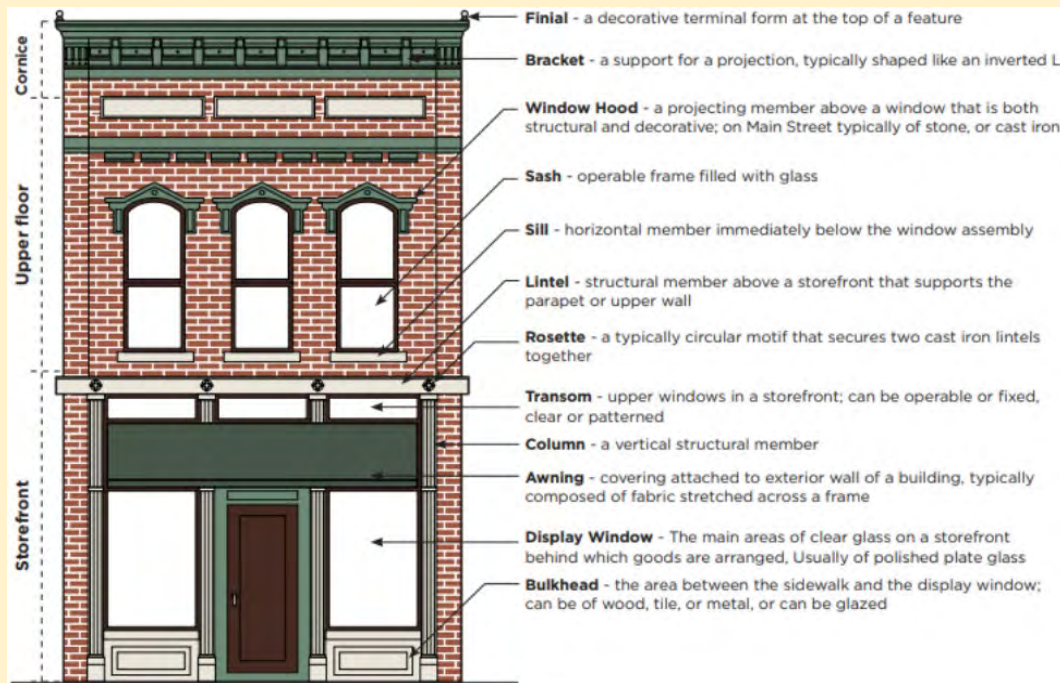 Finial - a decorative terminal form at the top of a feature
Bracket - a support for a projection, typically shaped like an inverted L
Window Hood - a projecting member above a window that is both
structural and decorative; on Main Street typically of stone, or cast iron
Sash - operable frame filled with glass
Sill - horizontal member immediately below the window assembly
Lintel - structural member above a storefront that supports the
parapet or upper wall
Rosette - a typically circular motif that secures two cast iron lintels
together
Transom - upper windows in a storefront; can be operable or fixed,
clear or patterned
Column - a vertical structural member
Awning - covering attached to exterior wall of a building, typically
composed of fabric stretched across a frame
Display Window - The main areas of clear glass on a storefront
behind which goods are arranged, Usually of polished plate glass
Bulkhead - the area between the sidewalk and the display window;
can be of wood, tile, or metal, or can be glazed
Cornice
Upper floor
Storefront